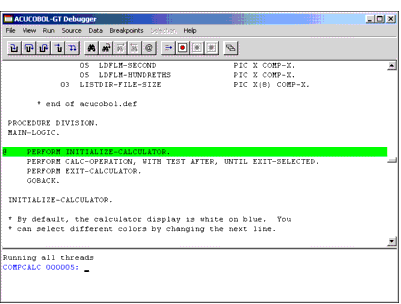 ACUCOBOL-GT Debugger
File View Run Source Data Breakpoints Selection Help
05 LDFLM-SECOND PIC X COMP-X.
05 LDFLM-HUNDRETHS PIC X COMP-X.
03 LISTDIR-FILE-SIZE PIC X(8) COMP-X.
* end of acucobol.def
PROCEDURE DIVISION.
MAIN-LOGIC.
PERFORM INITIALIZE-CALCULATOR.
PERFORM CALC-OPERATION, WITH TEST AFTER, UNTIL EXIT-SELECTED.
PERFORM EXIT-CALCULATOR.
GOBACK.
INITIALIZE-CALCULATOR.
* By default, the calculator display is white on blue. You
* can select different colors by changing the next line.
Running all threads
COMPCALC 000005: _